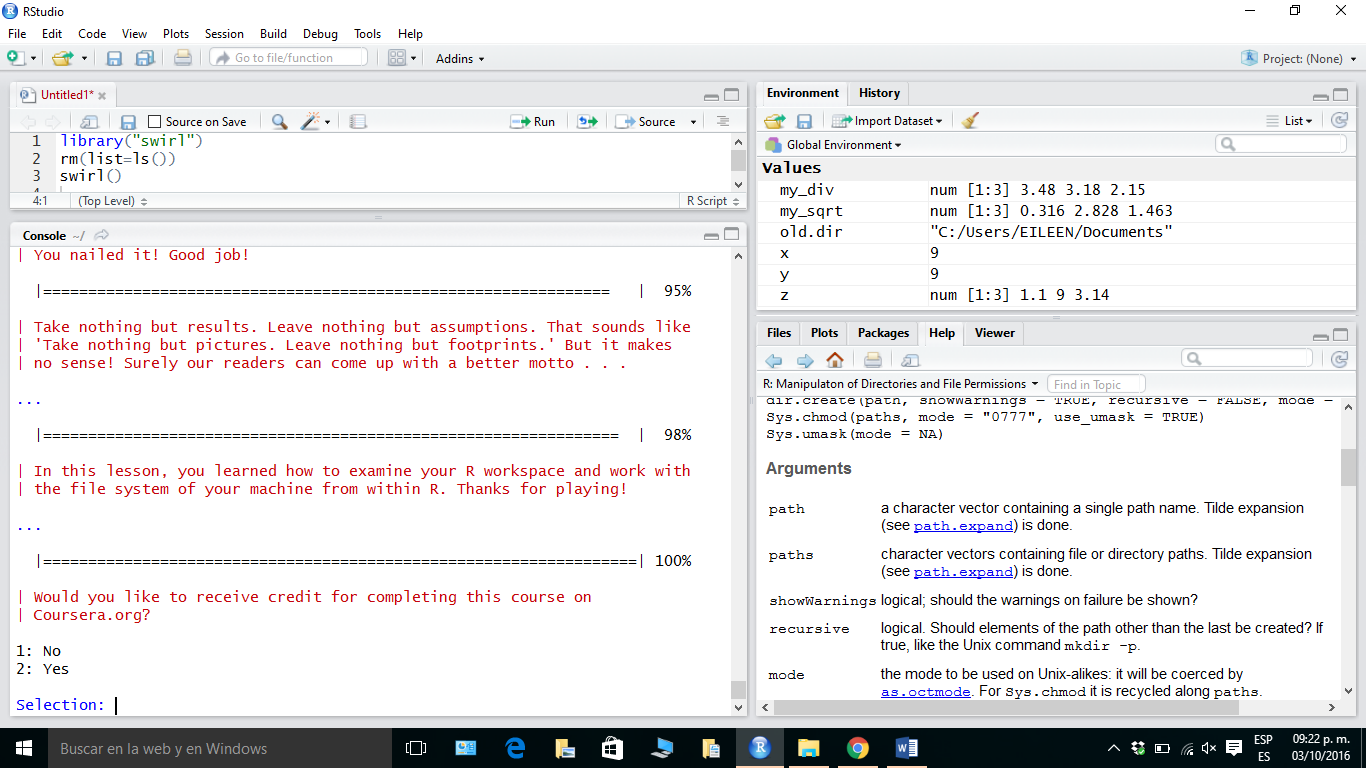 RStudio
File Edit Code View Plots Session Build Debug Tools Help
Go to file/function Addins Project: (None)
Untitled1*
Source on Save Run Source
1 library("swirl")
2 rm(list=ls())
3 swirl()
4
4:1 (Top Level) R Script
Console ~/
| You nailed it! Good job!
|=============================================================== | 95%
| Take nothing but results. Leave nothing but assumptions. That sounds like
| 'Take nothing but pictures. Leave nothing but footprints.' But it makes
| no sense! Surely our readers can come up with a better motto . . .
...
|================================================================ | 98%
| In this lesson, you learned how to examine your R workspace and work with
| the file system of your machine from within R. Thanks for playing!
...
|==================================================================| 100%
| Would you like to receive credit for completing this course on
| Coursera.org?
1: No
2: Yes
Selection:
Environment History
Import Dataset List
Global Environment
Values
my_div num [1:3] 3.48 3.18 2.15
my_sqrt num [1:3] 0.316 2.828 1.463
old.dir "C:/Users/EILEEN/Documents"
x 9
y 9
z num [1:3] 1.1 9 3.14
Files Plots Packages Help Viewer
R: Manipulaton of Directories and File Permissions Find in Topic
dir.create(path, showWarnings = TRUE, recursive = FALSE, mode =
Sys.chmod(paths, mode = "0777", use_umask = TRUE)
Sys.umask(mode = NA)
Arguments
path a character vector containing a single path name. Tilde expansion
(see path.expand) is done.
paths character vectors containing file or directory paths. Tilde expansion
(see path.expand) is done.
showWarnings logical; should the warnings on failure be shown?
recursive logical. Should elements of the path other than the last be created? If
true, like the Unix command mkdir -p.
mode the mode to be used on Unix-alikes: it will be coerced by
as.octmode. For Sys.chmod it is recycled along paths.
Buscar en la web y en Windows
ESP
ES
09:22 p. m.
03/10/2016